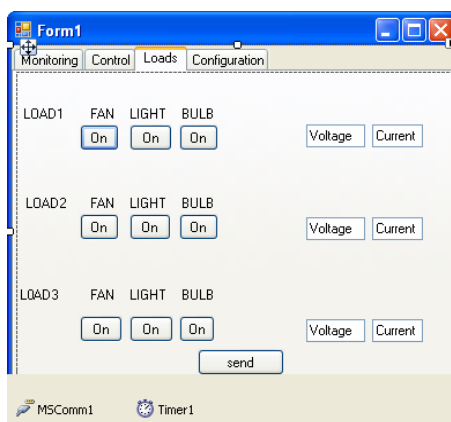 Form1
Monitoring Control Loads Configuration
LOAD1 FAN LIGHT BULB
On On On Voltage Current
LOAD2 FAN LIGHT BULB
On On On Voltage Current
LOAD3 FAN LIGHT BULB
On On On Voltage Current
send
MSComm1 Timer1